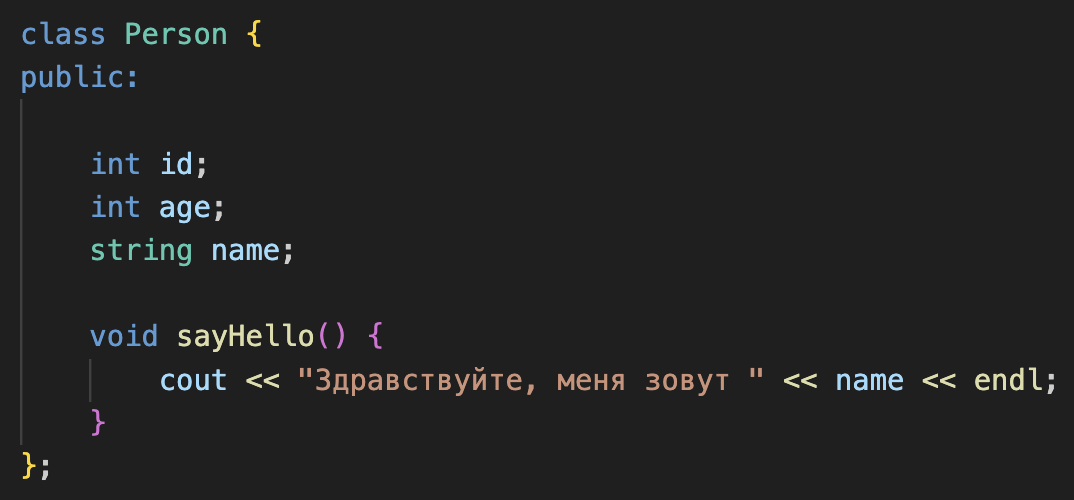 class Person {
public:
    int id;
    int age;
    string name;
    void sayHello() {
        cout << "Здравствуйте, меня зовут " << name << endl;
    }
};